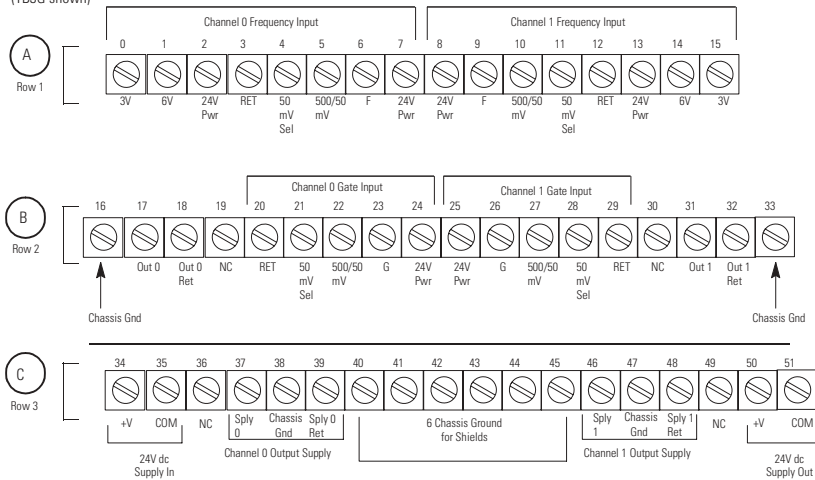 (TB3G shown)
Channel 0 Frequency Input
Channel 1 Frequency Input
0 1 2 3 4 5 6 7 8 9 10 11 12 13 14 15
A
Row 1
3V 6V 24V Pwr RET 50 mV Sel 500/50 mV F 24V Pwr 24V Pwr F 500/50 mV 50 mV Sel RET 24V Pwr 6V 3V
Channel 0 Gate Input
Channel 1 Gate Input
16 17 18 19 20 21 22 23 24 25 26 27 28 29 30 31 32 33
B
Row 2
Out 0 Out 0 Ret NC RET 50 mV Sel 500/50 mV G 24V Pwr 24V Pwr G 500/50 mV 50 mV Sel RET NC Out 1 Out 1 Ret
Chassis Gnd
Chassis Gnd
34 35 36 37 38 39 40 41 42 43 44 45 46 47 48 49 50 51
C
Row 3
+V COM NC Sply 0 Chassis Gnd Sply 0 Ret 6 Chassis Ground for Shields Sply 1 Chassis Gnd Sply 1 Ret NC +V COM
24V dc Supply In
Channel 0 Output Supply
Channel 1 Output Supply
24V dc Supply Out